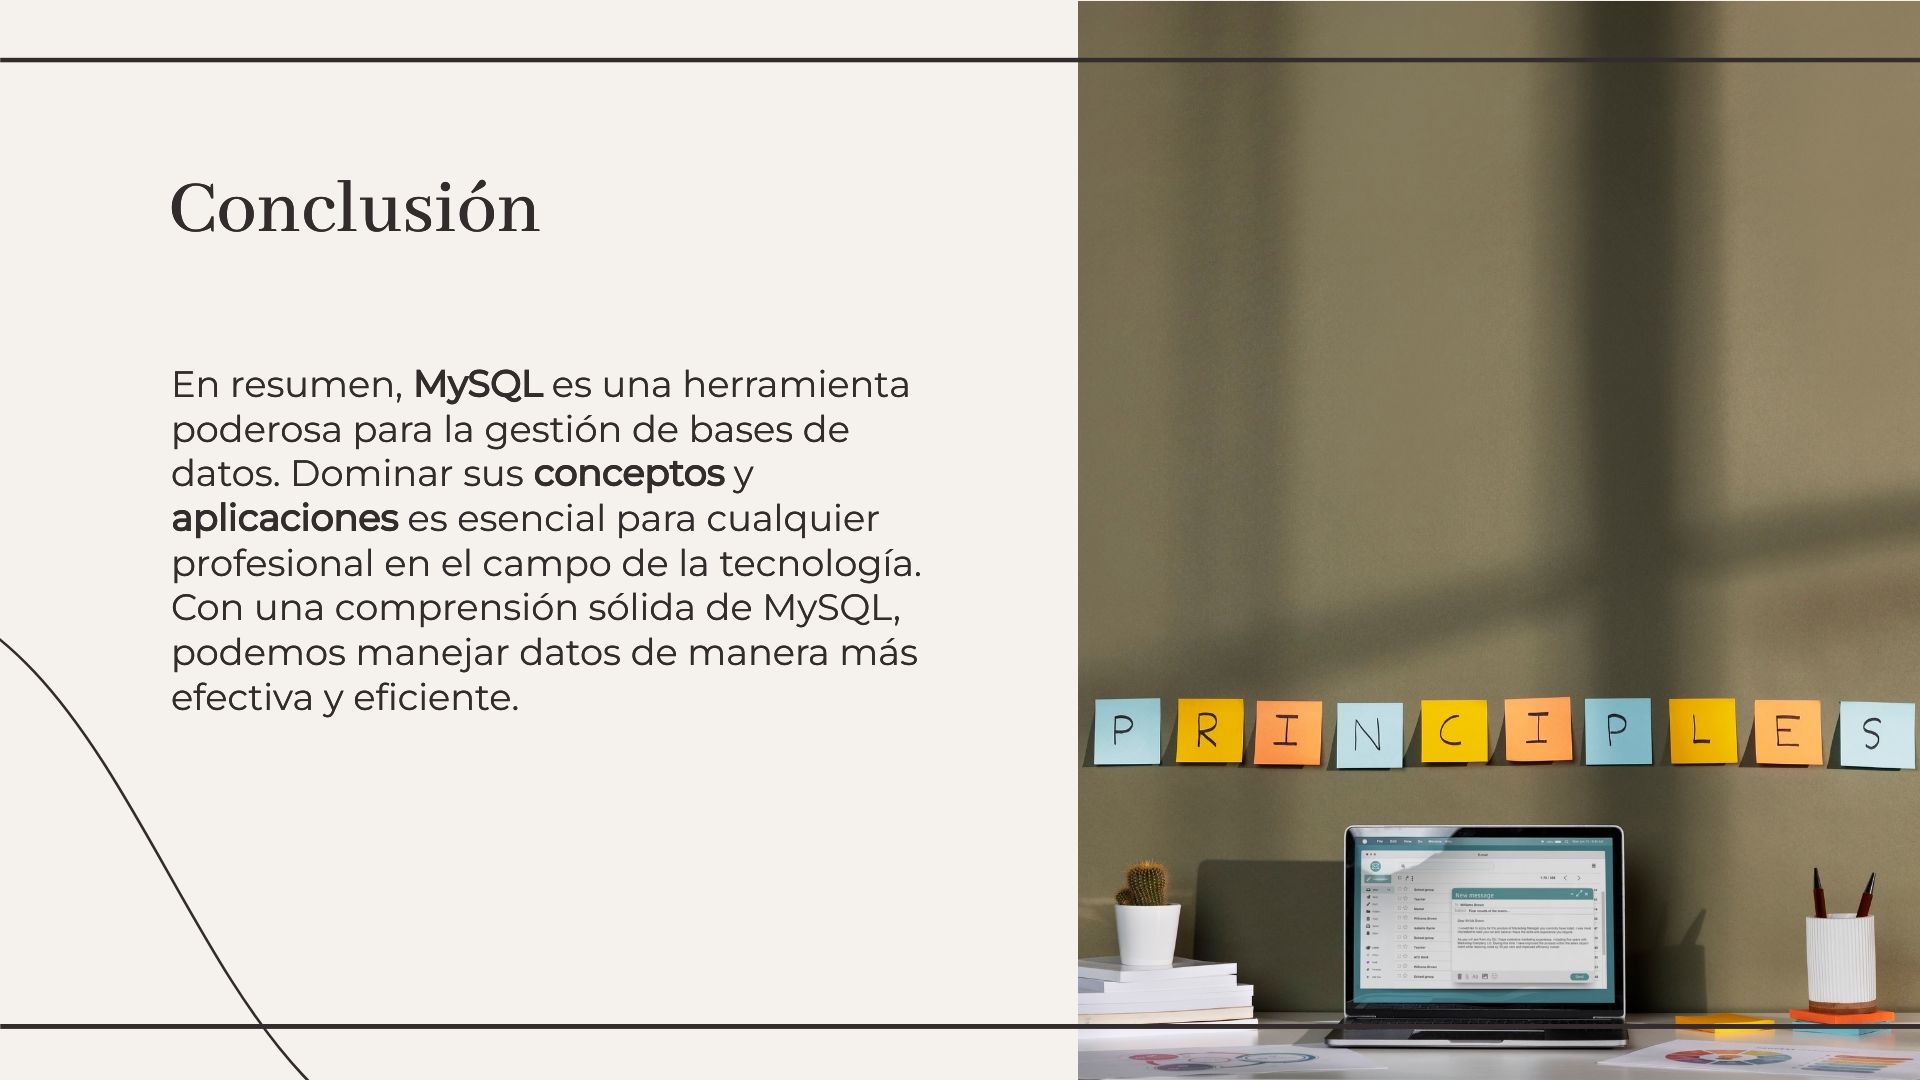 Conclusión
En resumen, MySQL es una herramienta
poderosa para la gestión de bases de
datos. Dominar sus conceptos y
aplicaciones es esencial para cualquier
profesional en el campo de la tecnología.
Con una comprensión sólida de MySQL,
podemos manejar datos de manera más
efectiva y eficiente.
PRINCIPLES
New message